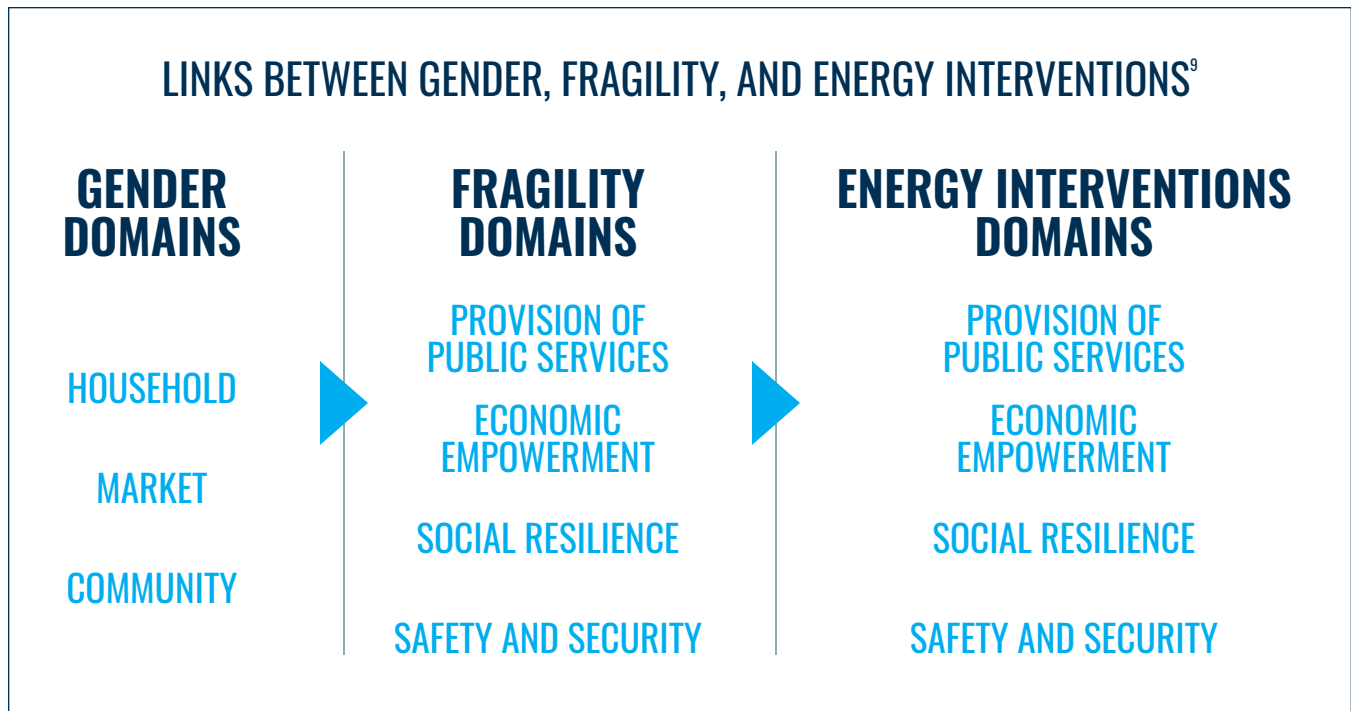 LINKS BETWEEN GENDER, FRAGILITY, AND ENERGY INTERVENTIONS⁹
GENDER
DOMAINS
HOUSEHOLD
MARKET
COMMUNITY
FRAGILITY
DOMAINS
PROVISION OF
PUBLIC SERVICES
ECONOMIC
EMPOWERMENT
SOCIAL RESILIENCE
SAFETY AND SECURITY
ENERGY INTERVENTIONS
DOMAINS
PROVISION OF
PUBLIC SERVICES
ECONOMIC
EMPOWERMENT
SOCIAL RESILIENCE
SAFETY AND SECURITY